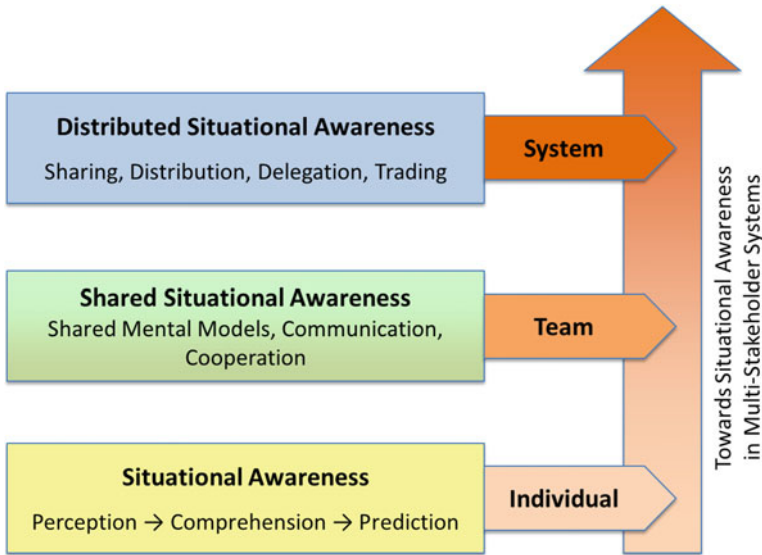 Distributed Situational Awareness
Sharing, Distribution, Delegation, Trading
System
Shared Situational Awareness
Shared Mental Models, Communication,
Cooperation
Team
Situational Awareness
Perception → Comprehension → Prediction
Individual
Towards Situational Awareness
in Multi-Stakeholder Systems